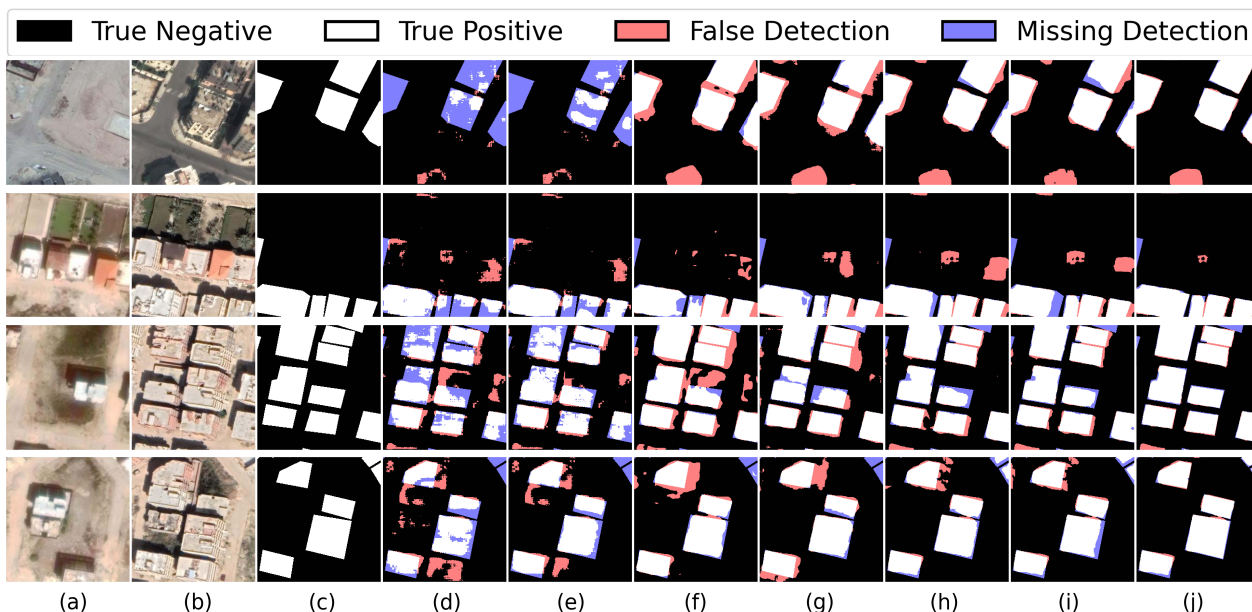 True Negative True Positive False Detection Missing Detection
(a) (b) (c) (d) (e) (f) (g) (h) (i) (j)